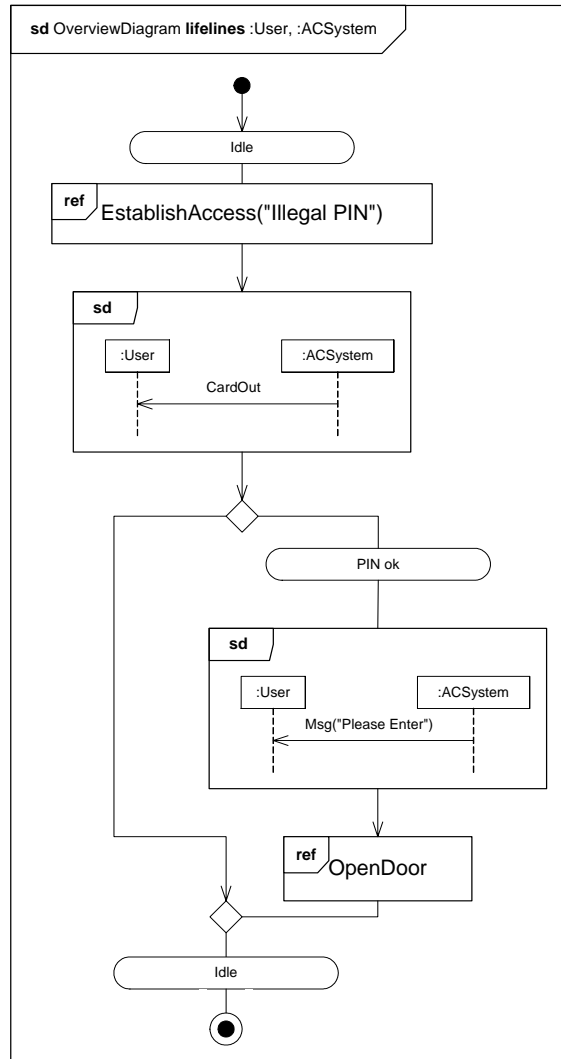 sd OverviewDiagram lifelines :User, :ACSystem
Idle
ref
EstablishAccess("Illegal PIN")
sd
:User
:ACSystem
CardOut
PIN ok
sd
:User
:ACSystem
Msg("Please Enter")
ref
OpenDoor
Idle